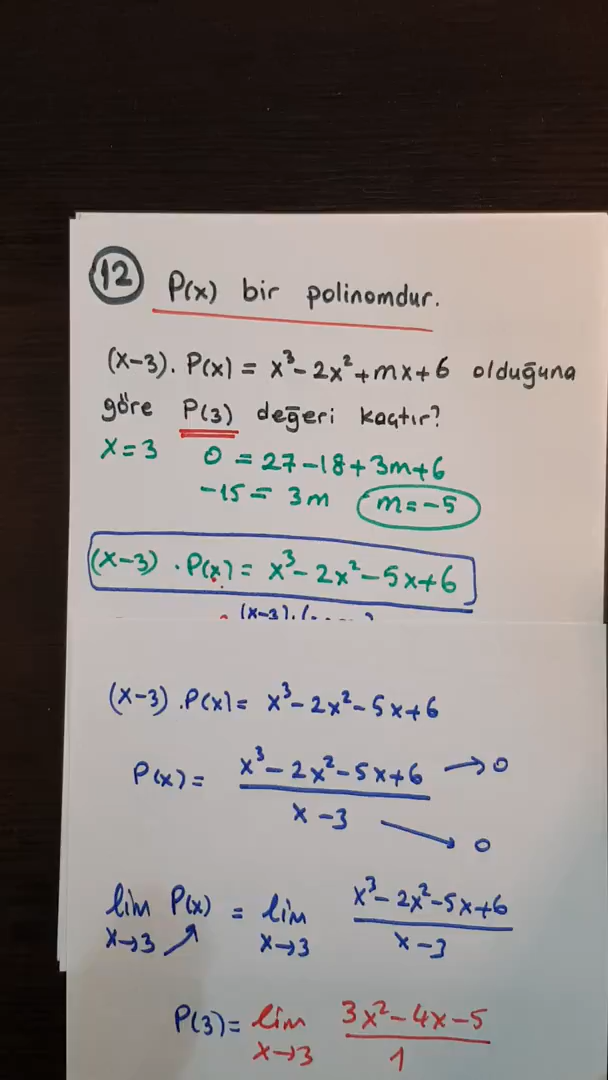 12 P(x) bir polinomdur.
(x-3). P(x) = x³ - 2x² + mx + 6 olduğuna
göre P(3) değeri kaçtır?
x = 3 0 = 27 - 18 + 3m + 6
-15 = 3m m = -5
(x-3) . P(x) = x³ - 2x² - 5x + 6
(x-3).(....
(x-3) . P(x) = x³ - 2x² - 5x + 6
P(x) = x³ - 2x² - 5x + 6 → 0
x - 3 → 0
lim P(x) = lim x³ - 2x² - 5x + 6
x→3 x→3 x - 3
P(3) = lim 3x² - 4x - 5
x→3 1